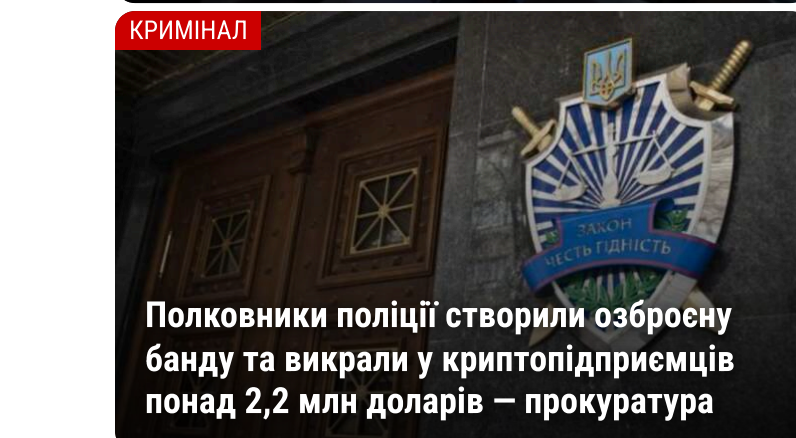 КРИМІНАЛ
ЗАКОН
ЧЕСТЬ ГІДНІСТЬ
Полковники поліції створили озброєну
банду та викрали у криптопідприємців
понад 2,2 млн доларів — прокуратура